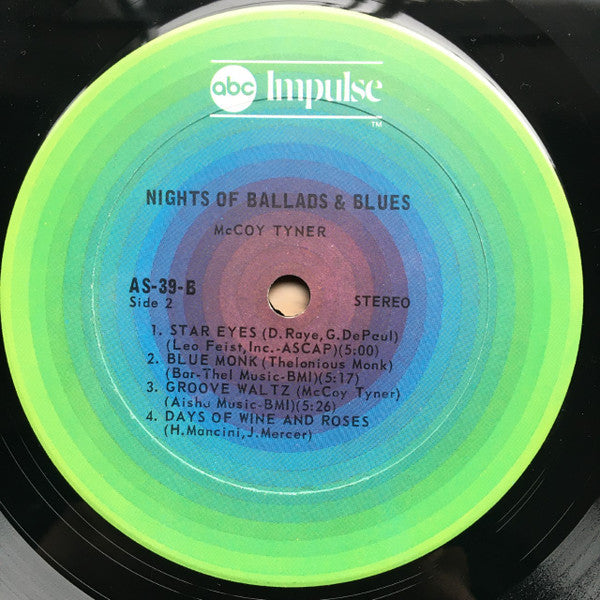 abc Impulse
TM
NIGHTS OF BALLADS & BLUES
McCOY TYNER
AS-39-B
Side 2
STEREO
1. STAR EYES (D. Raye, G. DePaul)
(Leo Feist, Inc.-ASCAP)(5:00)
2. BLUE MONK (Thelonious Monk)
(Bar-Thel Music-BMI)(5:17)
3. GROOVE WALTZ (McCoy Tyner)
(Aisha Music-BMI)(5:26)
4. DAYS OF WINE AND ROSES
(H. Mancini, J. Mercer)